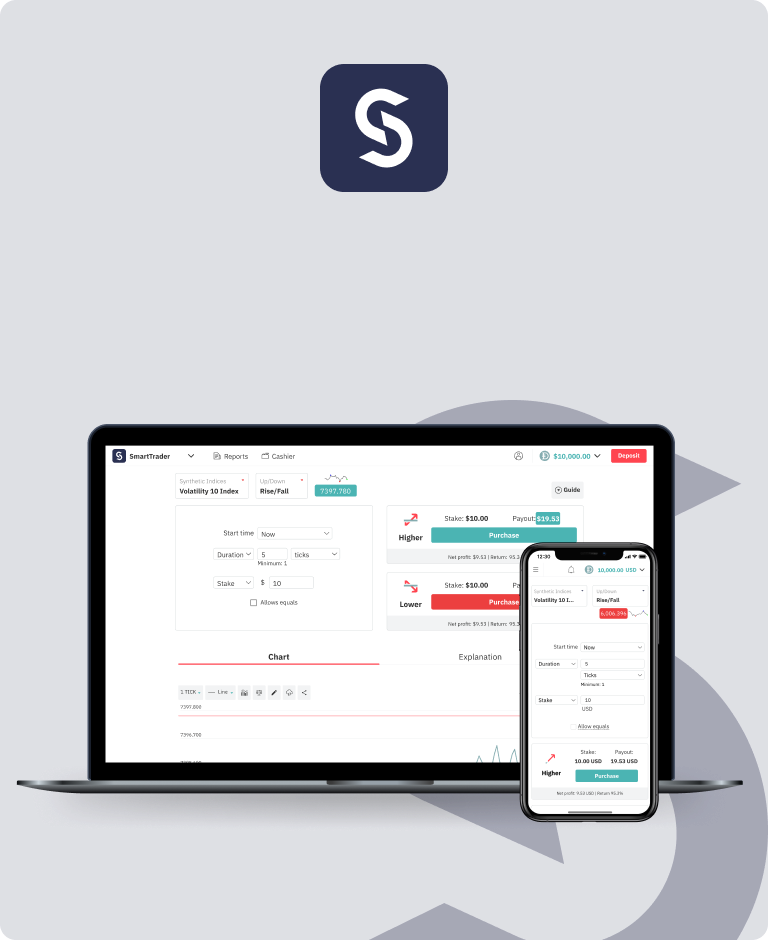 SmartTrader
Reports
Cashier
$10,000.00
Deposit
Synthetic Indices *
Volatility 10 Index
Up/Down *
Rise/Fall
7397.780
Guide
Start time Now
Duration 5 ticks
Minimum: 1
Stake $ 10
Allows equals
Higher
Stake: $10.00 Payout: $19.53
Purchase
Net profit: $9.53 | Return: 95.3
Lower
Stake: $10.00 Pa
Purchase
Net profit: $9.53 | Return: 95.3
Chart Explanation
1 TICK Line
7397.800
7396.700
12:30
10,000.00 USD
Synthetic Indices *
Volatility 10 I...
Up/Down *
Rise/Fall
6,006.396
Start time Now
Duration 5
Ticks
Minimum: 1
Stake 10
USD
Allow equals
Higher
Stake: Payout:
10.00 USD 19.53 USD
Purchase
Net profit: 9.53 USD | Return 95.3%